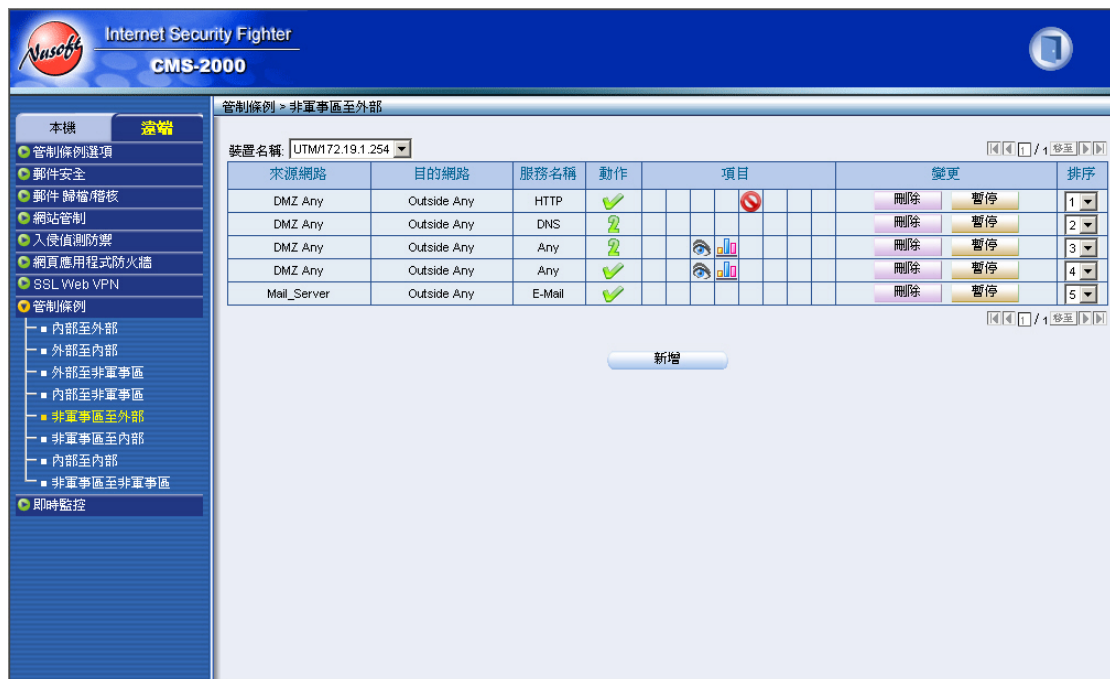 Nusoft
Internet Security Fighter
CMS-2000
管制條例 > 非軍事區至外部
本機 遠端
管制條例選項
郵件安全
郵件 歸檔/稽核
網站管制
入侵偵測防禦
網頁應用程式防火牆
SSL Web VPN
管制條例
內部至外部
外部至內部
外部至非軍事區
內部至非軍事區
非軍事區至外部
非軍事區至內部
內部至內部
非軍事區至非軍事區
即時監控
裝置名稱: UTM/172.19.1.254
1 / 1 移至
來源網路 目的網路 服務名稱 動作 項目 變更 排序
DMZ Any Outside Any HTTP 刪除 暫停 1
DMZ Any Outside Any DNS 2 刪除 暫停 2
DMZ Any Outside Any Any 2 刪除 暫停 3
DMZ Any Outside Any Any 刪除 暫停 4
Mail_Server Outside Any E-Mail 刪除 暫停 5
1 / 1 移至
新增